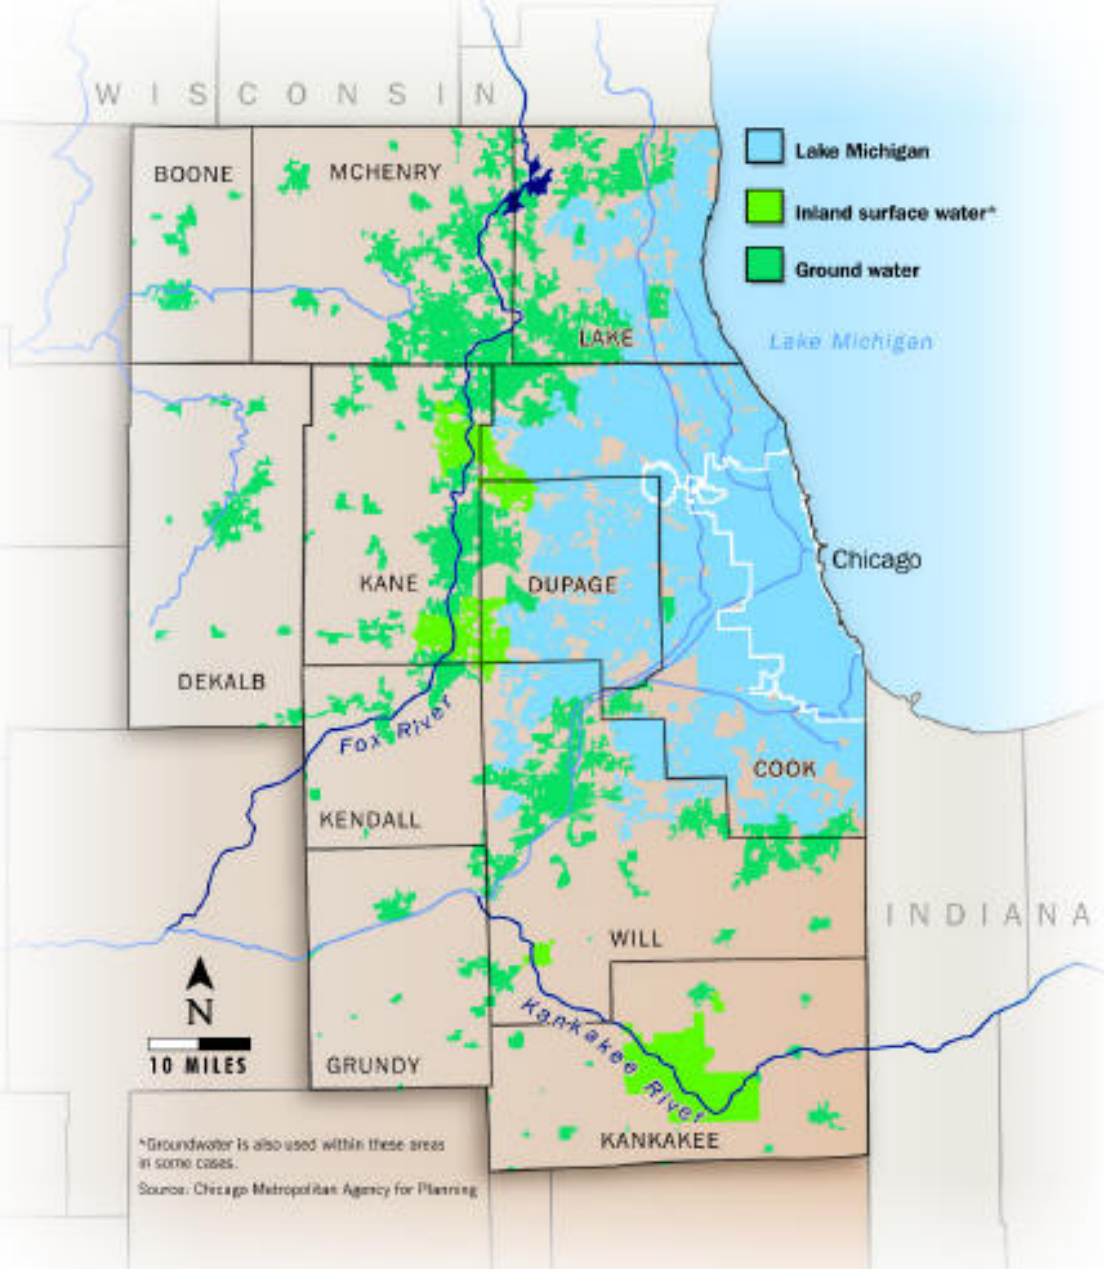 WISCONSIN
BOONE
MCHENRY
Lake Michigan
Inland surface water*
Ground water
LAKE
Lake Michigan
Chicago
KANE
DUPAGE
DEKALB
Fox River
COOK
KENDALL
INDIANA
WILL
N
10 MILES
Kankakee River
GRUNDY
KANKAKEE
*Groundwater is also used within these areas
in some cases.
Source: Chicago Metropolitan Agency for Planning